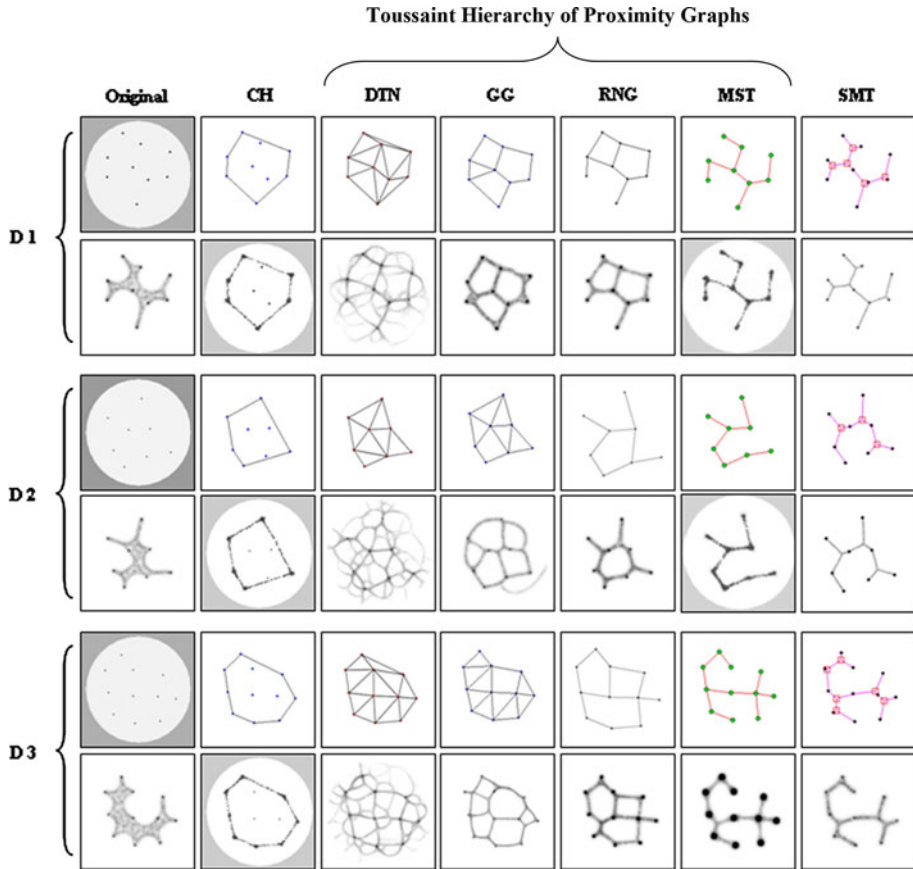 Toussaint Hierarchy of Proximity Graphs
Original CH DTN GG RNG MST SMT
D 1
D 2
D 3